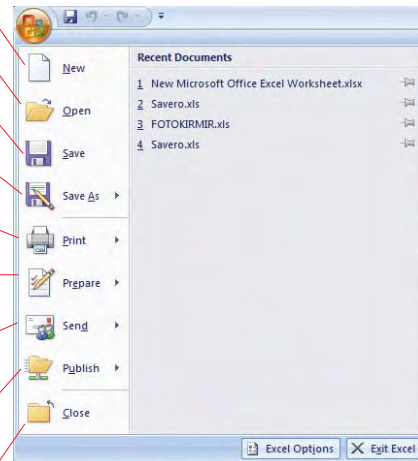 New
Open
Save
Save As
Print
Prepare
Send
Publish
Close
Recent Documents
1 New Microsoft Office Excel Worksheet.xlsx
2 Savero.xls
3 FOTOKIRMIR.xls
4 Savero.xls
Excel Options
Exit Excel